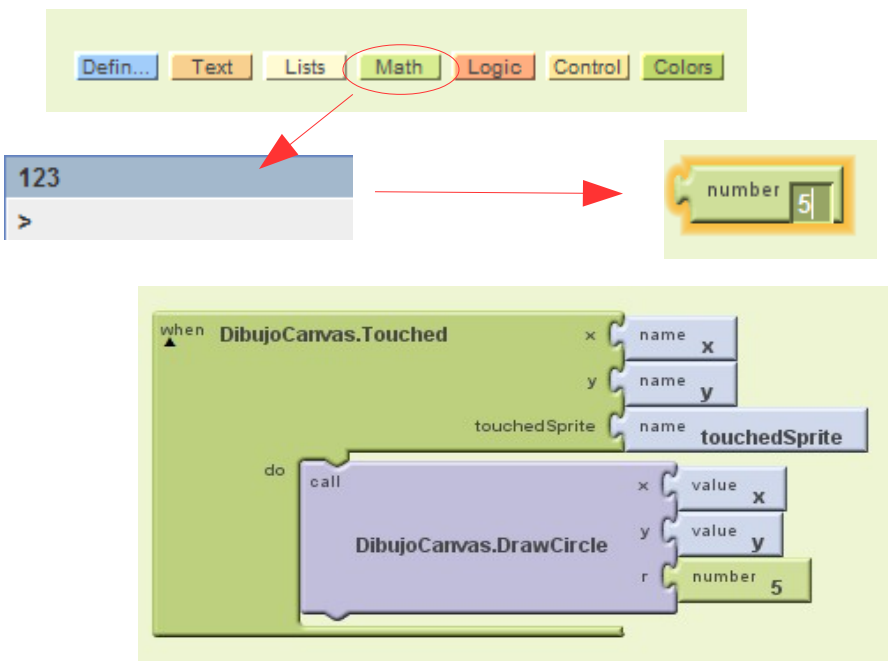 Defin... Text Lists Math Logic Control Colors
123
>
number 5
when DibujoCanvas.Touched x name x
y name y
touchedSprite name touchedSprite
do call x value x
DibujoCanvas.DrawCircle y value y
r number 5